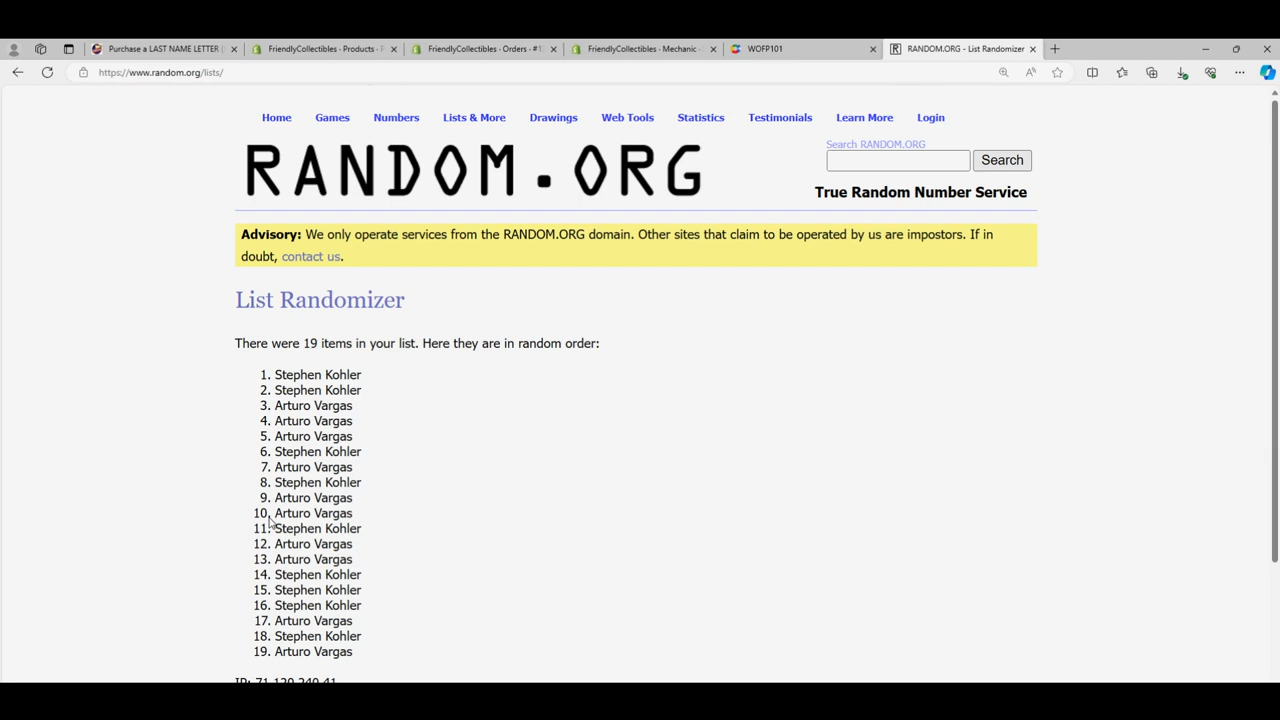 Purchase a LAST NAME LETTER
FriendlyCollectibles - Products
FriendlyCollectibles - Orders - #1
FriendlyCollectibles - Mechanic
WOFP101
RANDOM.ORG - List Randomizer
https://www.random.org/lists/
Home Games Numbers Lists & More Drawings Web Tools Statistics Testimonials Learn More Login
RANDOM.ORG
Search RANDOM.ORG
Search
True Random Number Service
Advisory: We only operate services from the RANDOM.ORG domain. Other sites that claim to be operated by us are impostors. If in
doubt, contact us.
List Randomizer
There were 19 items in your list. Here they are in random order:
1. Stephen Kohler
2. Stephen Kohler
3. Arturo Vargas
4. Arturo Vargas
5. Arturo Vargas
6. Stephen Kohler
7. Arturo Vargas
8. Stephen Kohler
9. Arturo Vargas
10. Arturo Vargas
11. Stephen Kohler
12. Arturo Vargas
13. Arturo Vargas
14. Stephen Kohler
15. Stephen Kohler
16. Stephen Kohler
17. Arturo Vargas
18. Stephen Kohler
19. Arturo Vargas